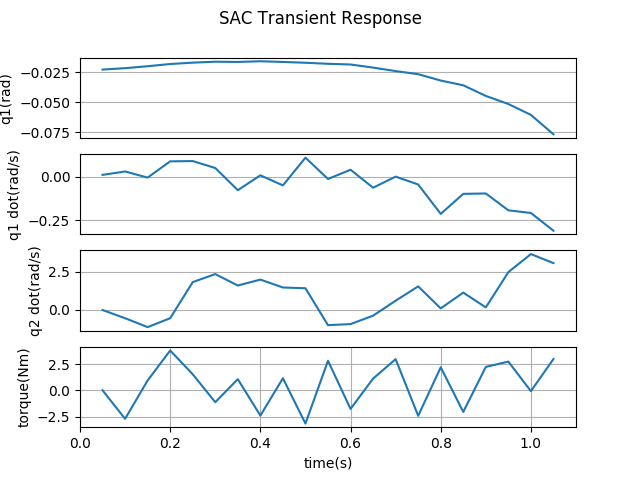 SAC Transient Response
q1(rad)
−0.025
−0.050
−0.075
q1 dot(rad/s)
0.00
−0.25
q2 dot(rad/s)
2.5
0.0
torque(Nm)
2.5
0.0
−2.5
0.0 0.2 0.4 0.6 0.8 1.0
time(s)